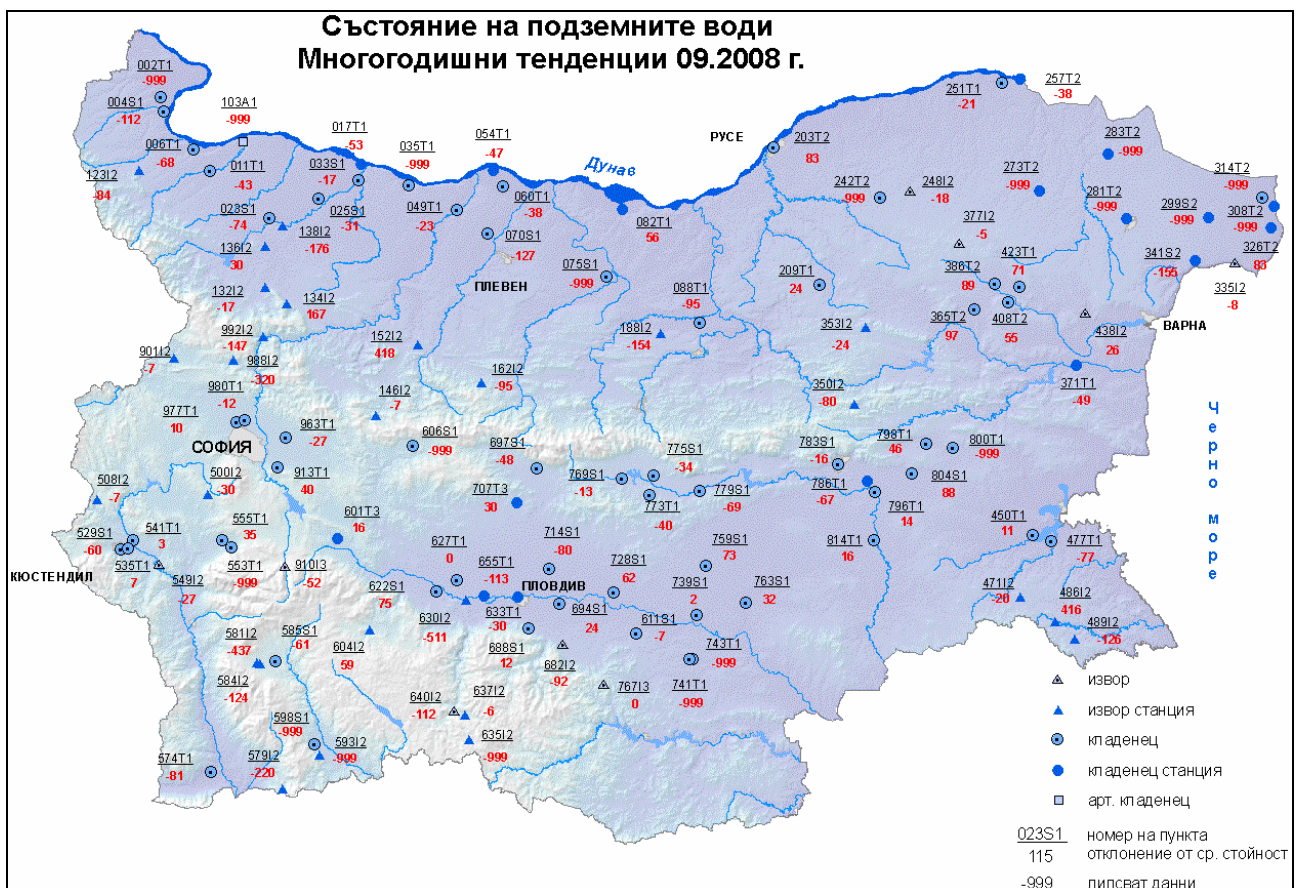 Състояние на подземните води
Многогодишни тенденции 09.2008 г.
002T1
-999
004S1
-112
103A1
-999
006T1
-68
011T1
-43
123I2
84
017T1
-53
033S1
-17
035T1
-999
054T1
-47
023S1
-74
025S1
-31
138I2
-176
136I2
30
049T1
-23
060T1
-38
070S1
-127
Дунав
082T1
56
РУСЕ
203T2
83
251T1
-21
257T2
-38
283T2
-999
273T2
-999
242T2
-999
248I2
-18
281T2
-999
299S2
-999
314T2
-999
308T2
-999
326T2
83
335I2
-8
341S2
-155
377I2
-5
423T1
71
386T2
89
365T2
97
408T2
55
438I2
26
ВАРНА
371T1
-49
132I2
-17
134I2
167
ПЛЕВЕН
075S1
-999
088T1
-95
209T1
24
188I2
-154
353I2
-24
350I2
-80
992I2
-147
988I2
-320
901I2
-7
152I2
418
162I2
-95
146I2
-7
980T1
-12
977T1
10
СОФИЯ
963T1
-27
913T1
40
606S1
-999
697S1
-48
769S1
-13
775S1
-34
773T1
-40
779S1
-69
783S1
-16
786T1
-67
798T1
46
800T1
-999
804S1
88
796T1
14
814T1
16
450T1
11
477T1
-77
471I2
-20
486I2
416
489I2
-126
Черно море
508I2
-7
500I2
-30
707T3
30
529S1
-60
541T1
3
535T1
7
КЮСТЕНДИЛ
549I2
-27
555T1
35
553T1
-999
910I3
-52
601T3
16
627T1
0
622S1
75
655T1
-113
714S1
-80
ПЛОВДИВ
728S1
62
759S1
73
739S1
2
763S1
32
630I2
-511
633T1
-30
694S1
24
611S1
-7
688S1
12
682I2
-92
743T1
-999
741T1
-999
767I3
0
581I2
-437
585S1
-61
584I2
-124
604I2
59
640I2
-112
637I2
-6
635I2
-999
598S1
-999
593I2
-999
579I2
-220
574T1
-81
извор
извор станция
кладенец
кладенец станция
арт. кладенец
023S1 номер на пункта
115 отклонение от ср. стойност
-999 липсват данни